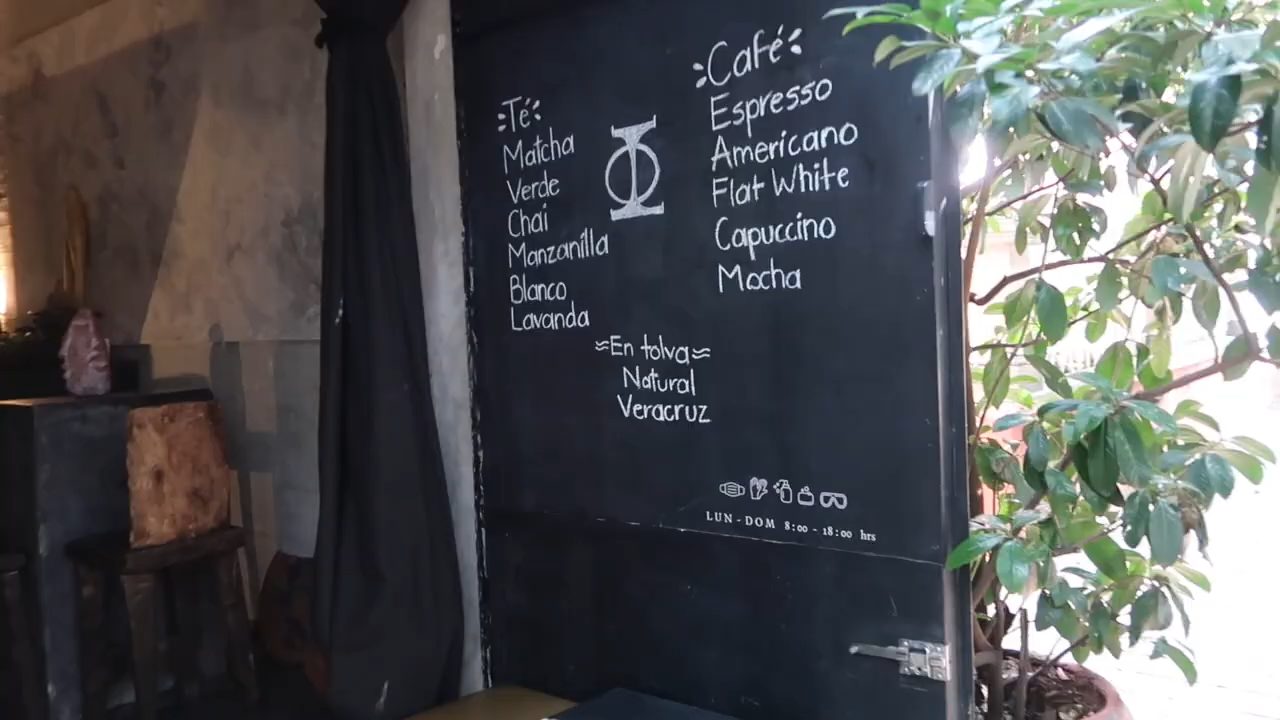 Té
Matcha
Verde
Chai
Manzanilla
Blanco
Lavanda
Café
Espresso
Americano
Flat White
Capuccino
Mocha
≈En tolva≈
Natural
Veracruz
LUN - DOM 8:00 - 18:00 hrs